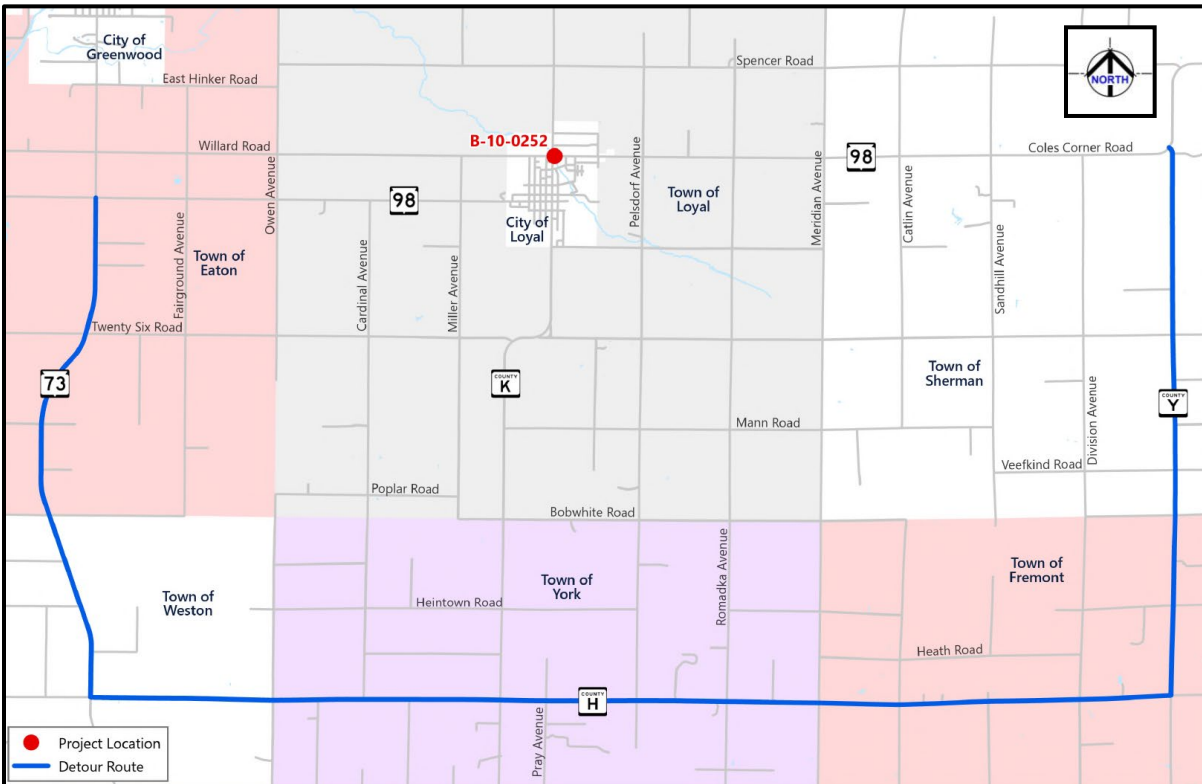 City of
Greenwood
East Hinker Road
Spencer Road
NORTH
Willard Road
B-10-0252
98
Coles Corner Road
Owen Avenue
98
City of
Loyal
Pelsdorf Avenue
Town of
Loyal
Meridian Avenue
Catlin Avenue
Sandhill Avenue
Fairground Avenue
Town of
Eaton
Cardinal Avenue
Miller Avenue
Twenty Six Road
73
COUNTY
K
Town of
Sherman
Division Avenue
COUNTY
Y
Mann Road
Veefkind Road
Poplar Road
Bobwhite Road
Town of
Weston
Town of
York
Romadka Avenue
Town of
Fremont
Heintown Road
Heath Road
COUNTY
H
Pray Avenue
Project Location
Detour Route